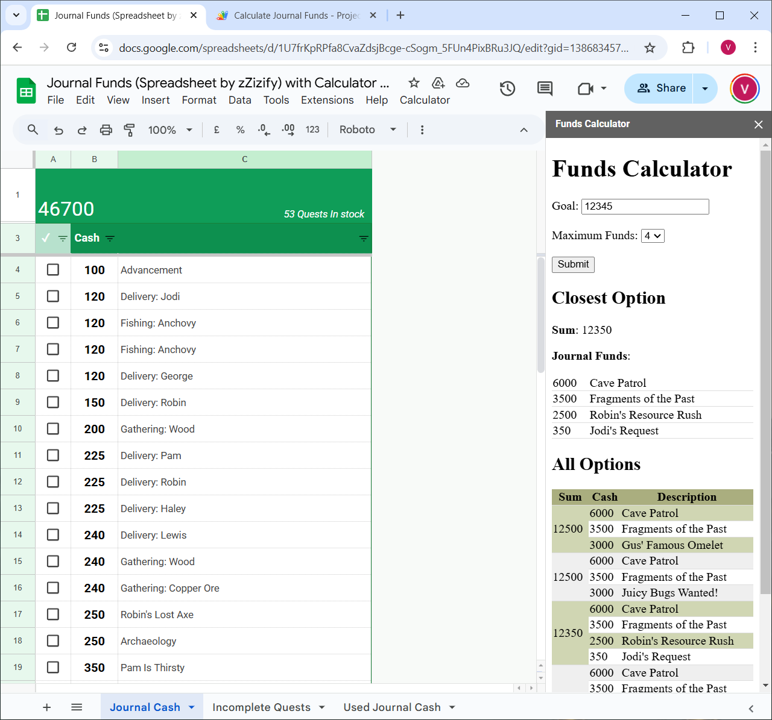 Journal Funds (Spreadsheet by
Calculate Journal Funds - Proje
docs.google.com/spreadsheets/d/1U7frKpRPfa8CvaZdsjBcge-cSogm_5FUn4PixBRu3JQ/edit?gid=138683457...
V
Journal Funds (Spreadsheet by zZizify) with Calculator ...
File Edit View Insert Format Data Tools Extensions Help Calculator
Share
V
100% £ % .0 .00 123 Roboto
Funds Calculator
A B C
1 46700 53 Quests In stock
3 ✓ Cash
4 100 Advancement
5 120 Delivery: Jodi
6 120 Fishing: Anchovy
7 120 Fishing: Anchovy
8 120 Delivery: George
9 150 Delivery: Robin
10 200 Gathering: Wood
11 225 Delivery: Pam
12 225 Delivery: Robin
13 225 Delivery: Haley
14 240 Delivery: Lewis
15 240 Gathering: Wood
16 240 Gathering: Copper Ore
17 250 Robin's Lost Axe
18 250 Archaeology
19 350 Pam Is Thirsty
Funds Calculator
Goal: 12345
Maximum Funds: 4
Submit
Closest Option
Sum: 12350
Journal Funds:
6000 Cave Patrol
3500 Fragments of the Past
2500 Robin's Resource Rush
350 Jodi's Request
All Options
Sum Cash Description
12500 6000 Cave Patrol
3500 Fragments of the Past
3000 Gus' Famous Omelet
12500 6000 Cave Patrol
3500 Fragments of the Past
3000 Juicy Bugs Wanted!
12350 6000 Cave Patrol
3500 Fragments of the Past
2500 Robin's Resource Rush
350 Jodi's Request
6000 Cave Patrol
3500 Fragments of the Past
Journal Cash Incomplete Quests Used Journal Cash